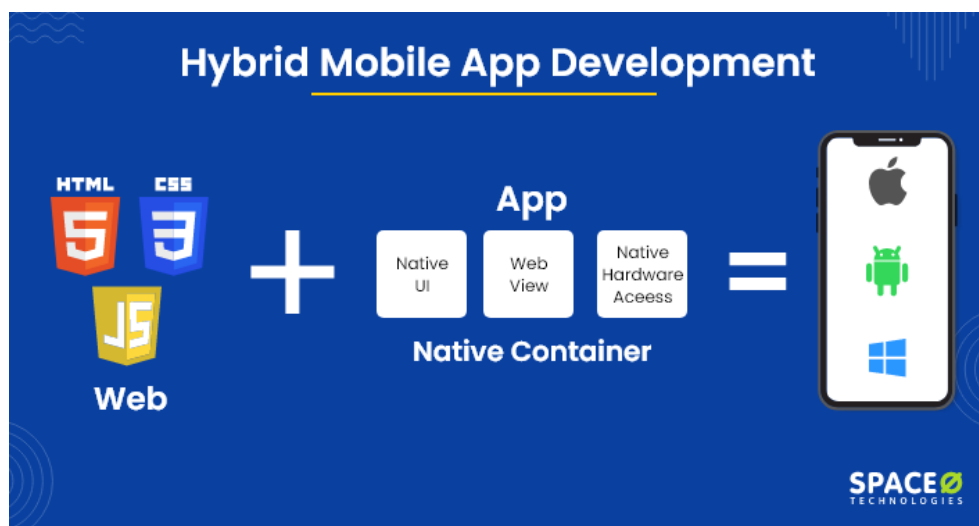 Hybrid Mobile App Development
HTML
5
CSS
3
JS
Web
App
Native
UI
Web
View
Native
Hardware
Aceess
Native Container
SPACEØ
TECHNOLOGIES